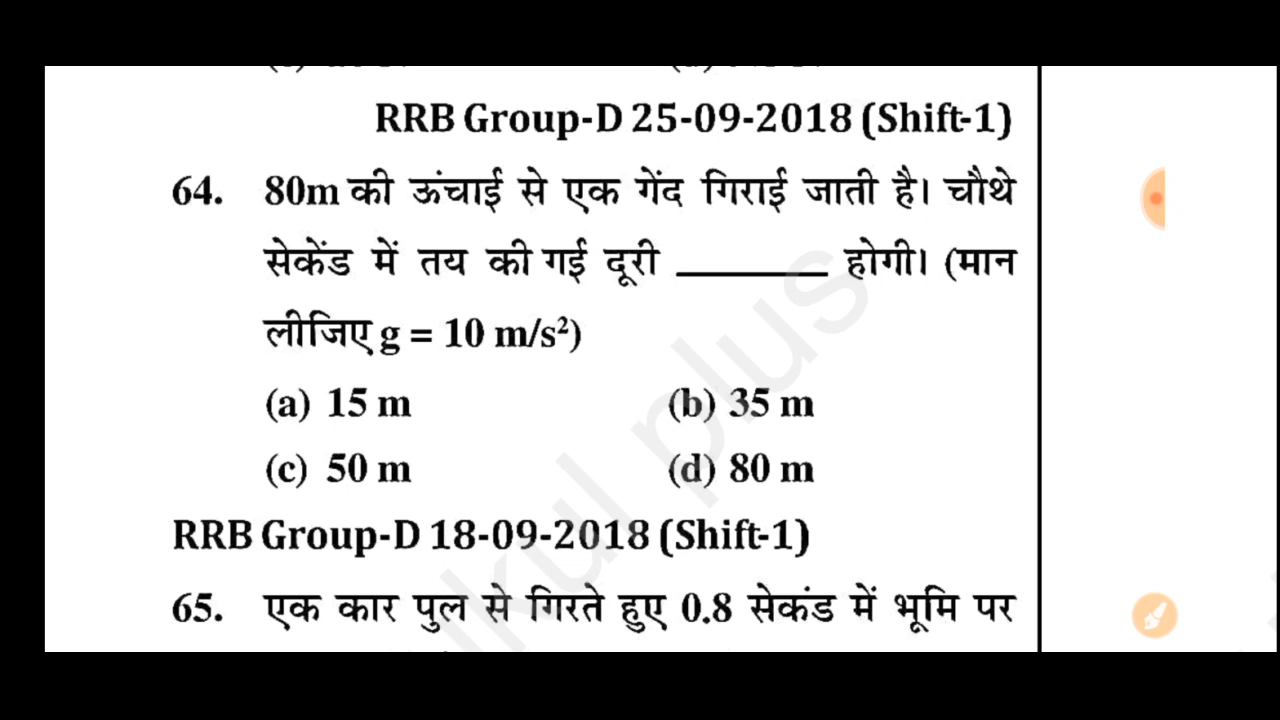 RRB Group-D 25-09-2018 (Shift-1)
64. 80m की ऊंचाई से एक गेंद गिराई जाती है। चौथे
सेकेंड में तय की गई दूरी ________ होगी। (मान
लीजिए g = 10 m/s²)
(a) 15 m (b) 35 m
(c) 50 m (d) 80 m
RRB Group-D 18-09-2018 (Shift-1)
65. एक कार पुल से गिरते हुए 0.8 सेकंड में भूमि पर
plus